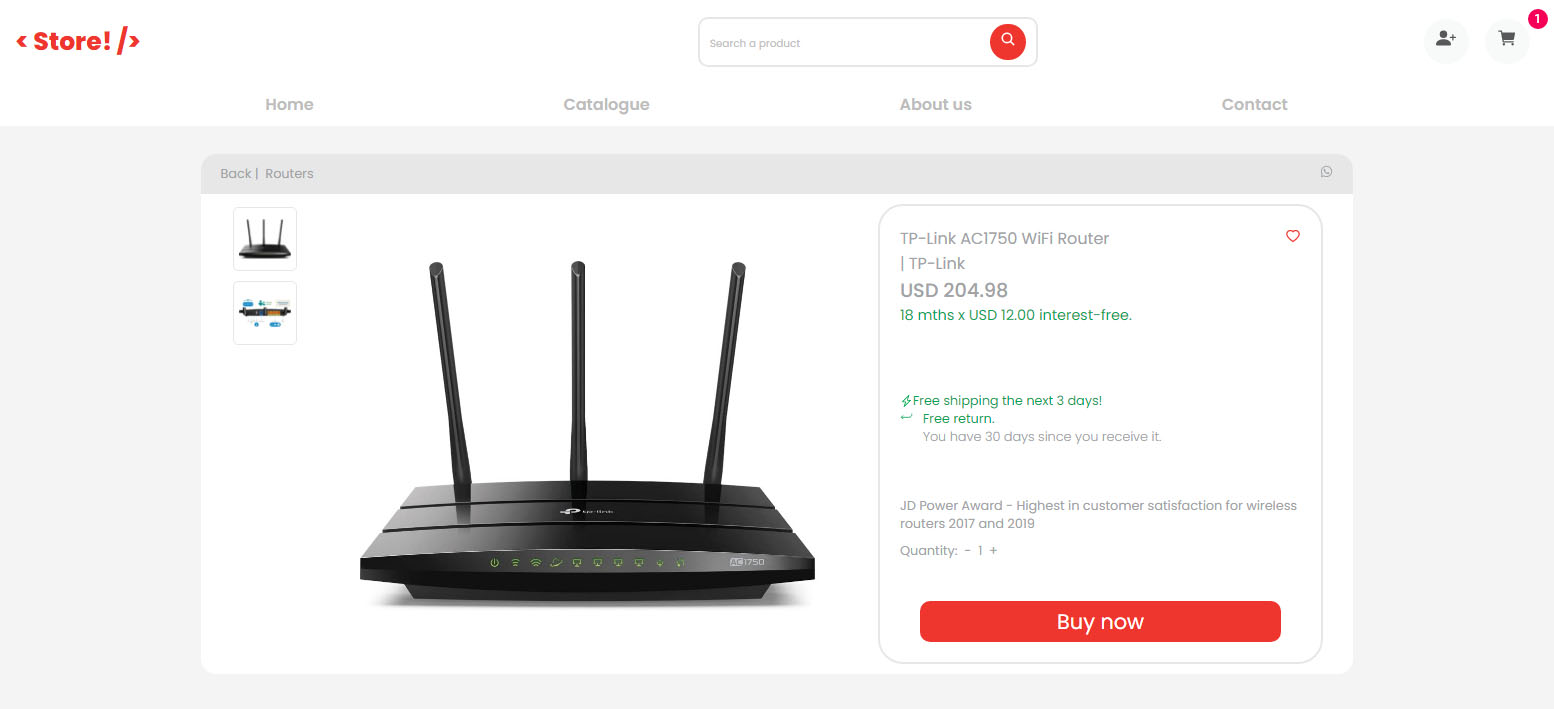 < Store! />
Search a product
1
Home
Catalogue
About us
Contact
Back | Routers
TP-Link AC1750 WiFi Router
| TP-Link
USD 204.98
18 mths x USD 12.00 interest-free.
Free shipping the next 3 days!
Free return.
You have 30 days since you receive it.
JD Power Award - Highest in customer satisfaction for wireless
routers 2017 and 2019
Quantity: - 1 +
Buy now
tp-link
AC1750